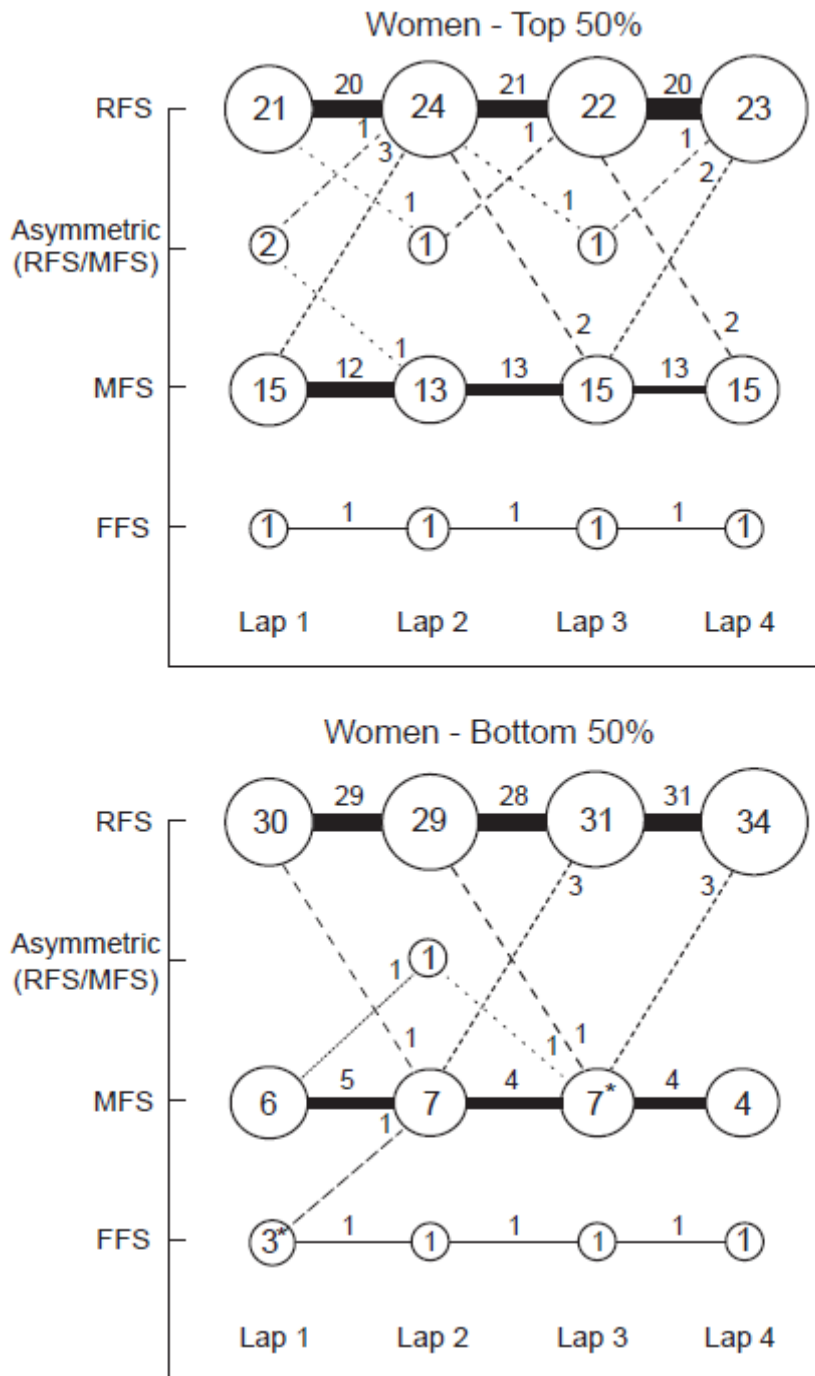 Women - Top 50%
20 21 20
RFS 21 24 22 23
1 3 1 1 2
1 1
Asymmetric
(RFS/MFS) 2 1 1
1 2 2
12 13 13
MFS 15 13 15 15
1 1 1
FFS 1 1 1 1
Lap 1 Lap 2 Lap 3 Lap 4
Women - Bottom 50%
29 28 31
RFS 30 29 31 34
3 3
Asymmetric
(RFS/MFS) 1 1
1 1 1
5 4 4
MFS 6 7 7* 4
1
1 1 1
FFS 3* 1 1 1
Lap 1 Lap 2 Lap 3 Lap 4